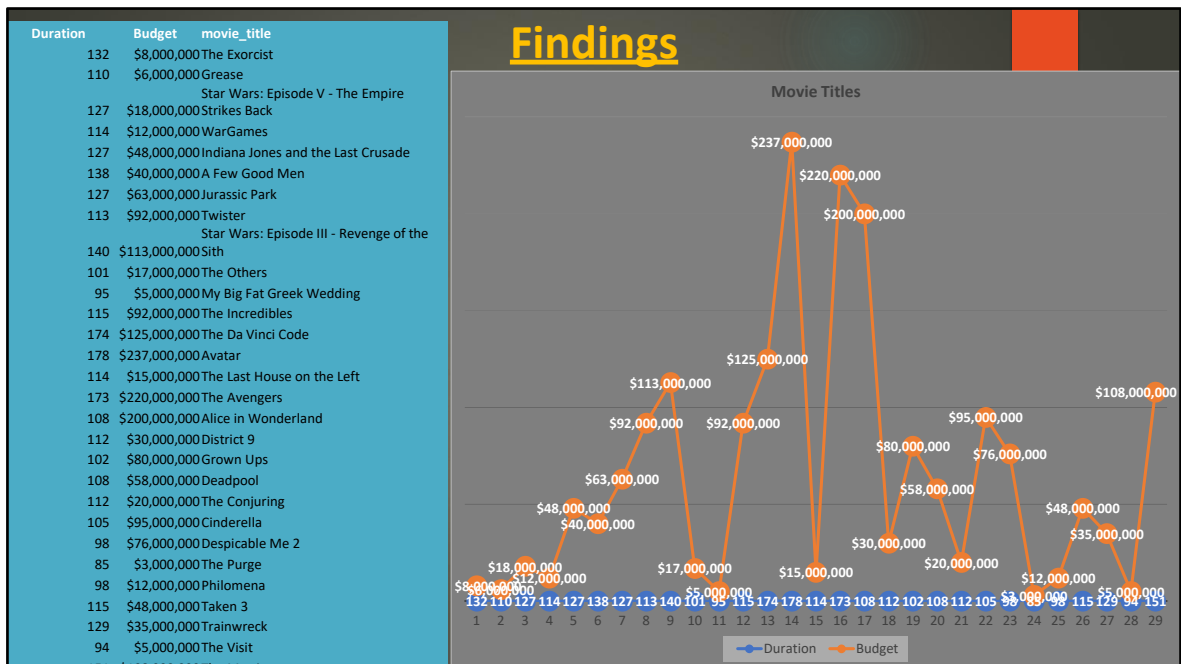 Findings
Duration Budget movie_title
132 $8,000,000 The Exorcist
110 $6,000,000 Grease
Star Wars: Episode V - The Empire
127 $18,000,000 Strikes Back
114 $12,000,000 WarGames
127 $48,000,000 Indiana Jones and the Last Crusade
138 $40,000,000 A Few Good Men
127 $63,000,000 Jurassic Park
113 $92,000,000 Twister
Star Wars: Episode III - Revenge of the
140 $113,000,000 Sith
101 $17,000,000 The Others
95 $5,000,000 My Big Fat Greek Wedding
115 $92,000,000 The Incredibles
174 $125,000,000 The Da Vinci Code
178 $237,000,000 Avatar
114 $15,000,000 The Last House on the Left
173 $220,000,000 The Avengers
108 $200,000,000 Alice in Wonderland
112 $30,000,000 District 9
102 $80,000,000 Grown Ups
108 $58,000,000 Deadpool
112 $20,000,000 The Conjuring
105 $95,000,000 Cinderella
98 $76,000,000 Despicable Me 2
85 $3,000,000 The Purge
98 $12,000,000 Philomena
115 $48,000,000 Taken 3
129 $35,000,000 Trainwreck
94 $5,000,000 The Visit
Movie Titles
$237,000,000
$220,000,000
$200,000,000
$125,000,000
$113,000,000
$108,000,000
$92,000,000 $92,000,000 $95,000,000
$80,000,000 $76,000,000
$63,000,000 $58,000,000
$48,000,000 $48,000,000
$40,000,000 $35,000,000
$30,000,000
$18,000,000 $17,000,000 $15,000,000 $20,000,000
$12,000,000 $12,000,000
$8,000,000 $6,000,000 $5,000,000 $3,000,000 $5,000,000
132 110 127 114 127 138 127 113 140 101 95 115 174 178 114 173 108 112 102 108 112 105 98 85 98 115 129 94 151
1 2 3 4 5 6 7 8 9 10 11 12 13 14 15 16 17 18 19 20 21 22 23 24 25 26 27 28 29
Duration Budget